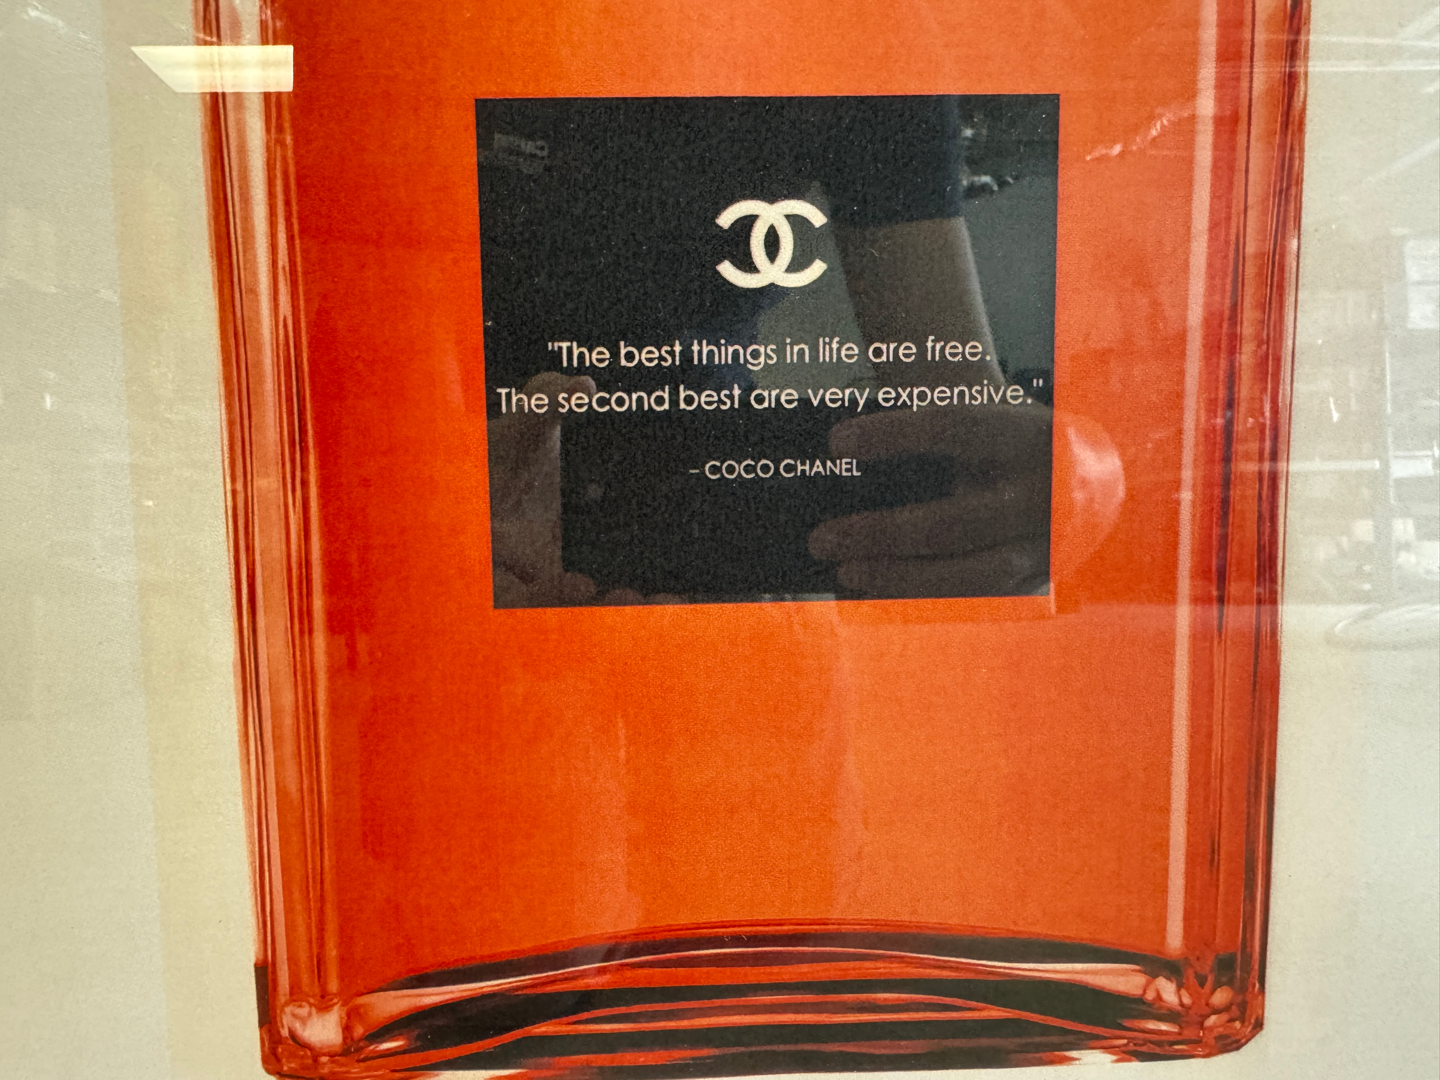 "The best things in life are free.
The second best are very expensive."
– COCO CHANEL